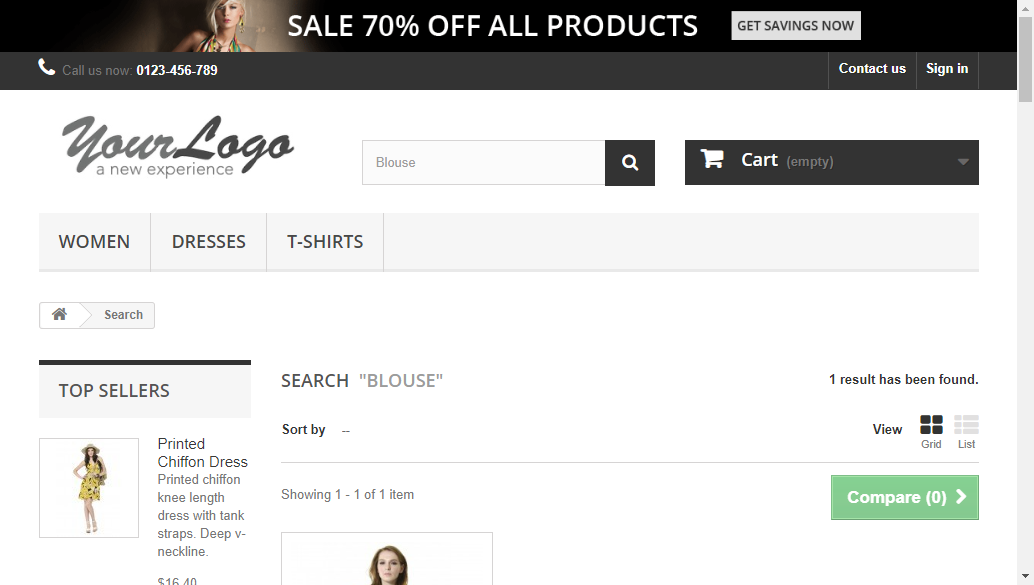 SALE 70% OFF ALL PRODUCTS
GET SAVINGS NOW
Call us now: 0123-456-789
Contact us
Sign in
YourLogo
a new experience
Blouse
Cart (empty)
WOMEN
DRESSES
T-SHIRTS
Search
TOP SELLERS
Printed
Chiffon Dress
Printed chiffon
knee length
dress with tank
straps. Deep v-
neckline.
$16.40
SEARCH "BLOUSE"
1 result has been found.
Sort by --
View
Grid
List
Showing 1 - 1 of 1 item
Compare (0)